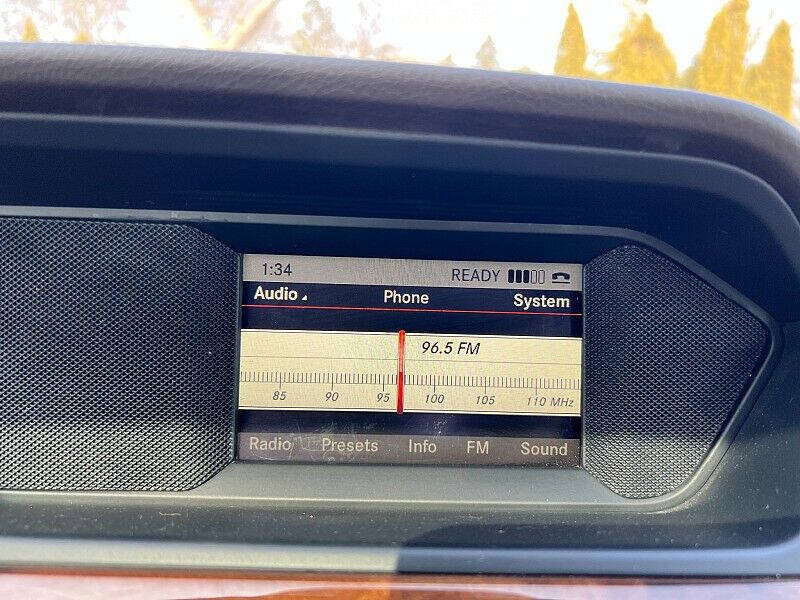 1:34 READY
Audio Phone System
96.5 FM
85 90 95 100 105 110 MHz
Radio Presets Info FM Sound